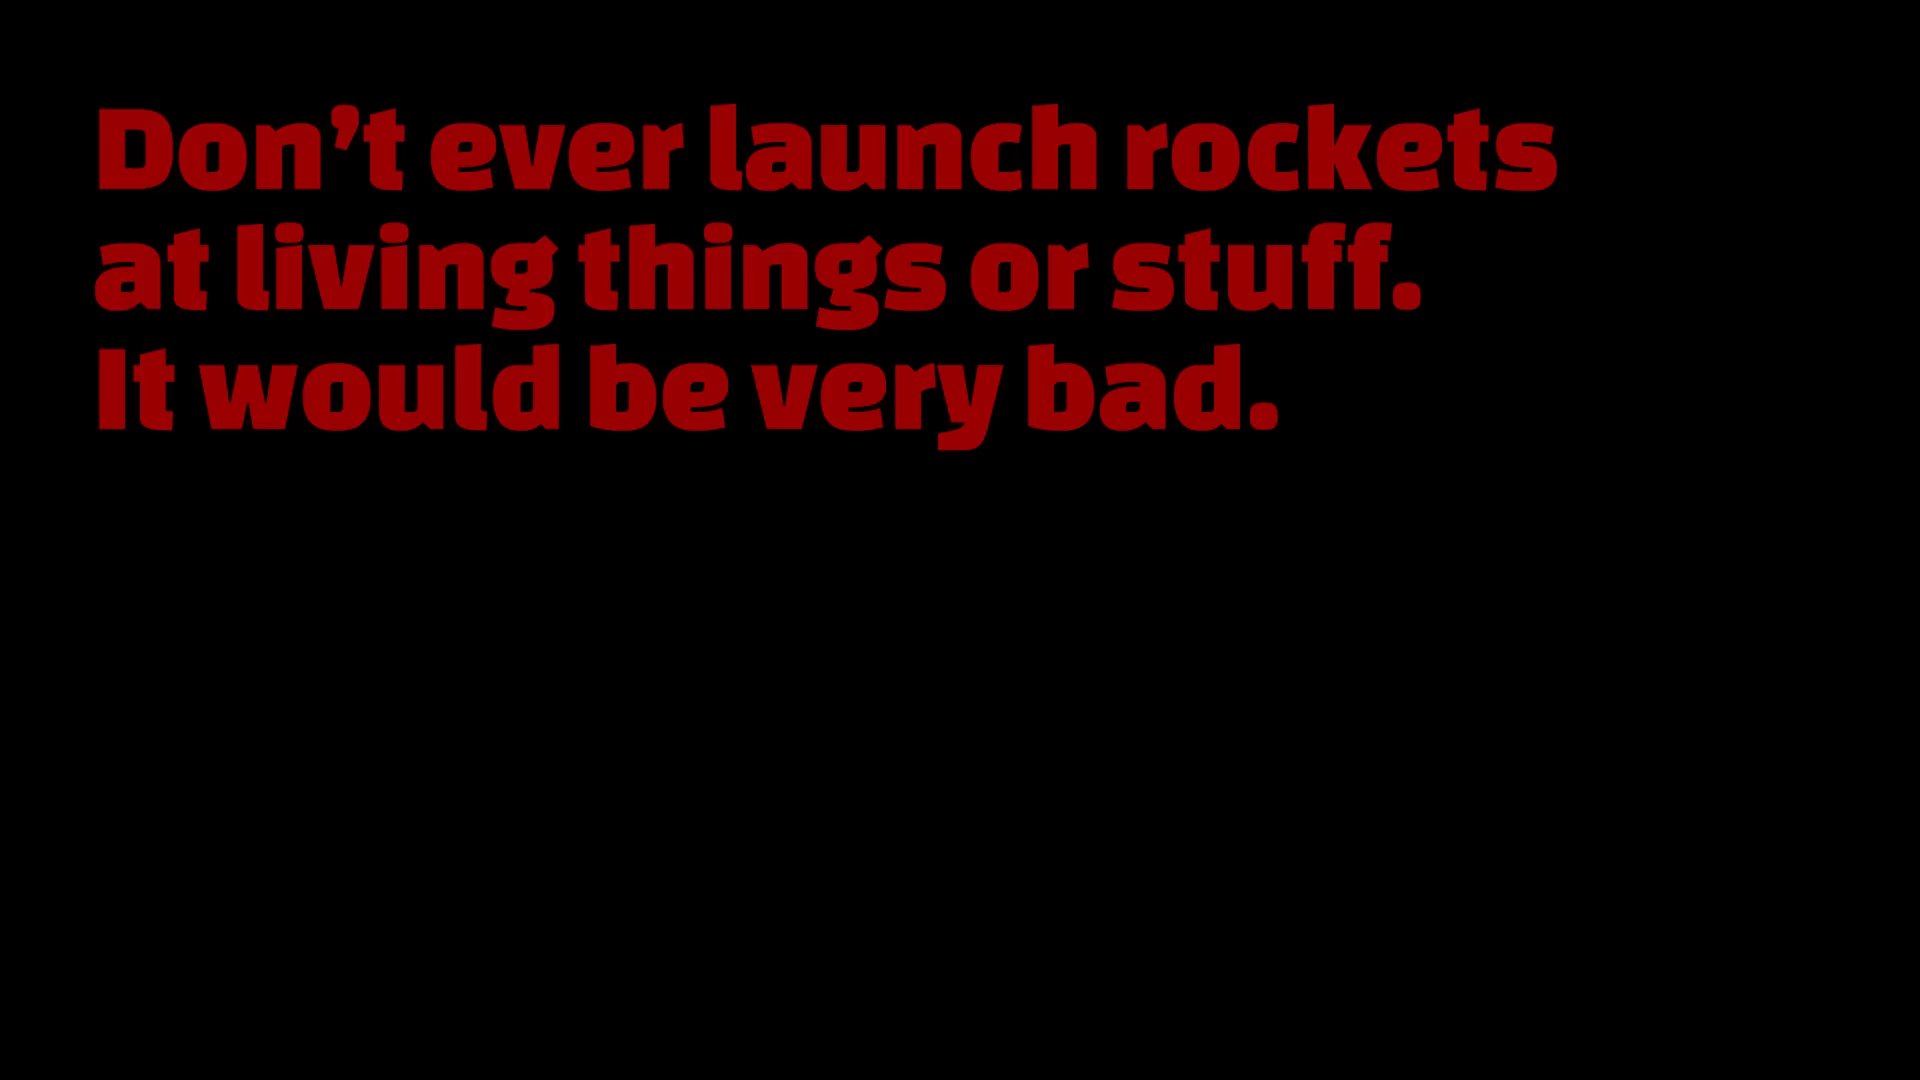 Don’t ever launch rockets
at living things or stuff.
It would be very bad.